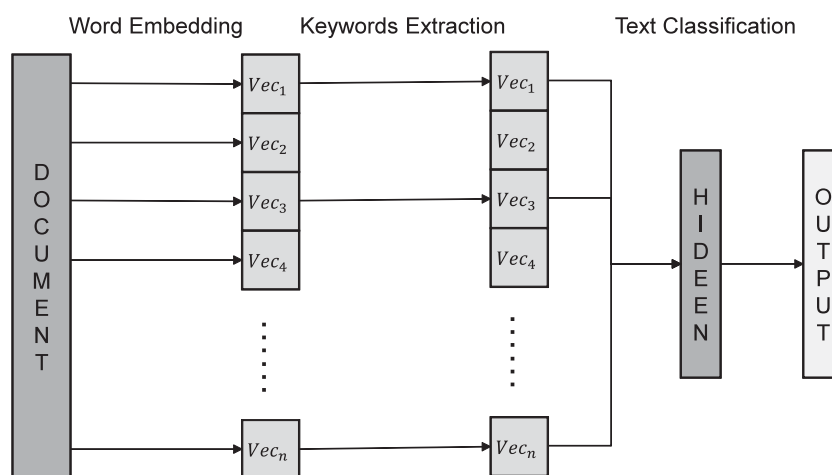 Word Embedding
Keywords Extraction
Text Classification
DOCUMENT
Vec₁
Vec₂
Vec₃
Vec₄
Vecₙ
Vec₁
Vec₂
Vec₃
Vec₄
Vecₙ
HIDEEN
OUTPUT